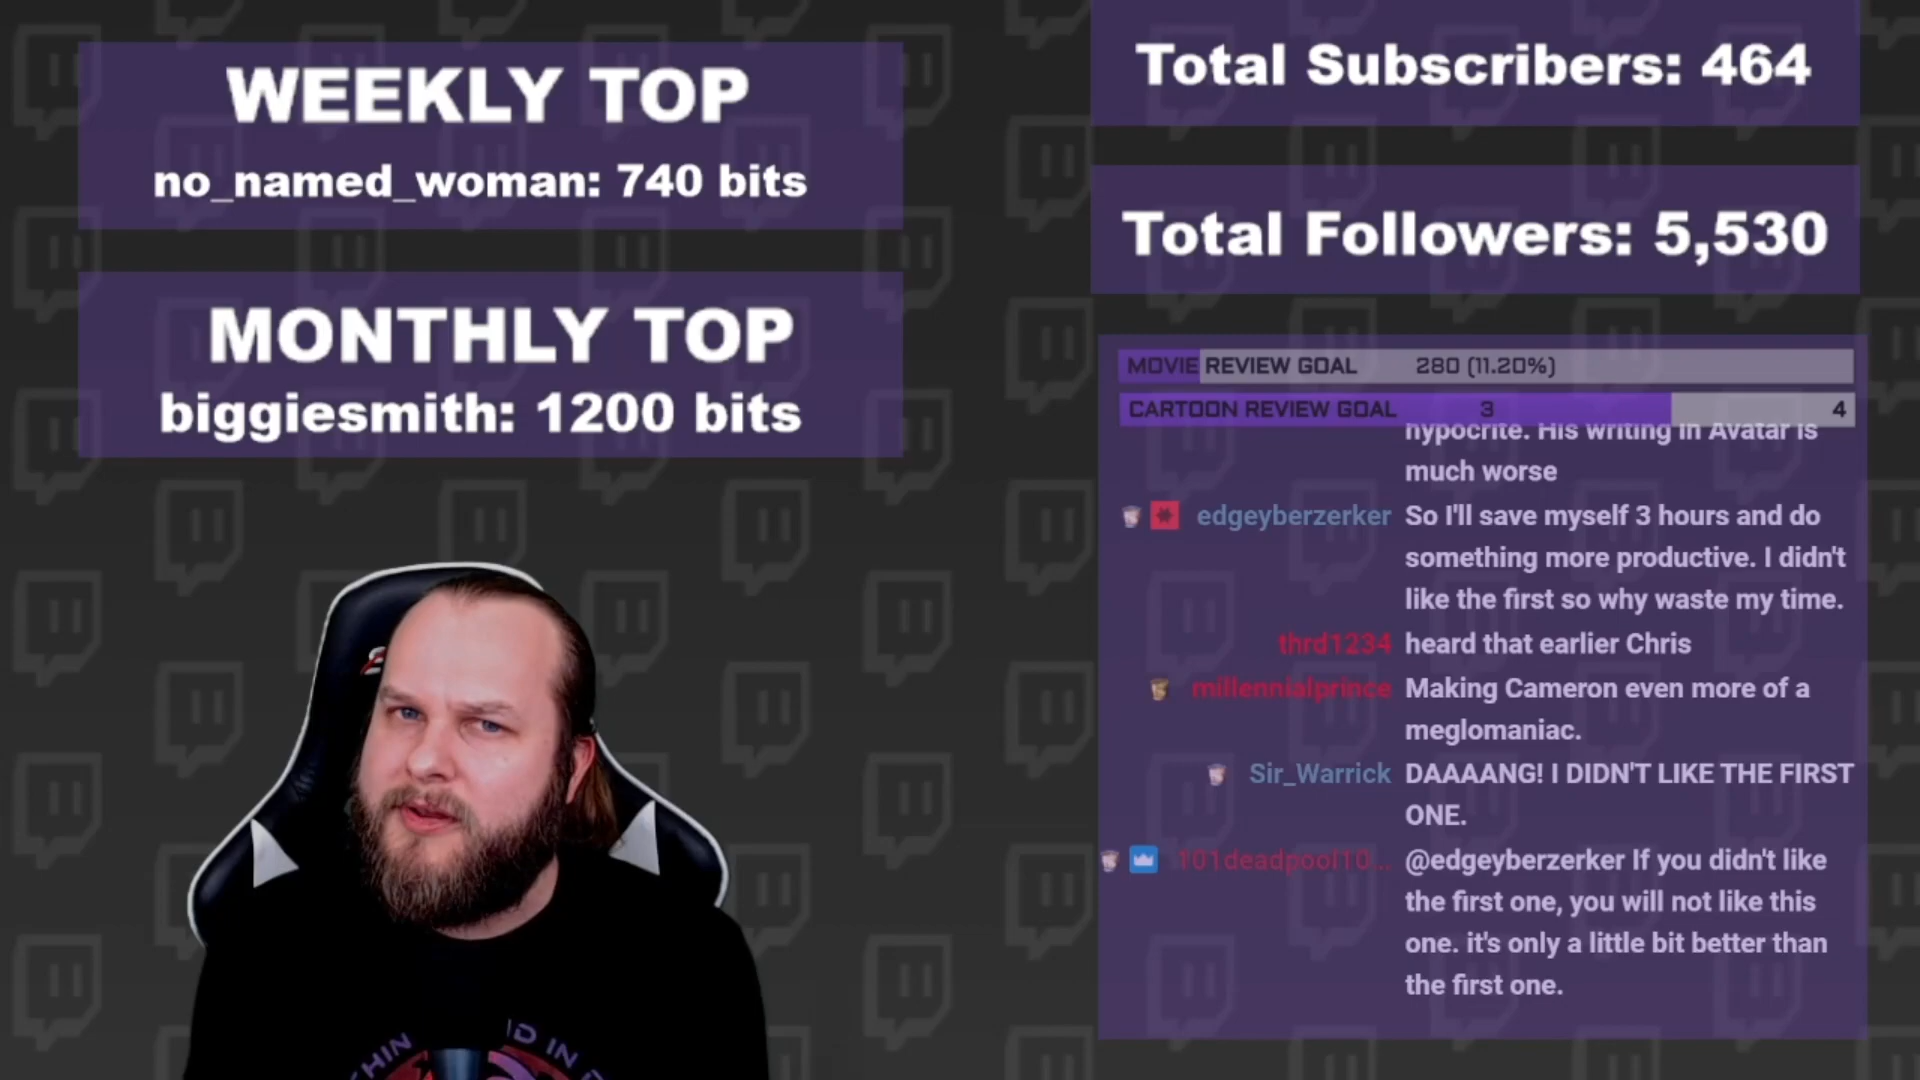 WEEKLY TOP
no_named_woman: 740 bits
MONTHLY TOP
biggiesmith: 1200 bits
Total Subscribers: 464
Total Followers: 5,530
MOVIE REVIEW GOAL 280 (11.20%)
CARTOON REVIEW GOAL 3 4
hypocrite. His writing in Avatar is
much worse
edgeyberzerker So I'll save myself 3 hours and do
something more productive. I didn't
like the first so why waste my time.
thrd1234 heard that earlier Chris
millennialprince Making Cameron even more of a
meglomaniac.
Sir_Warrick DAAAANG! I DIDN'T LIKE THE FIRST
ONE.
101deadpool10... @edgeyberzerker If you didn't like
the first one, you will not like this
one. it's only a little bit better than
the first one.